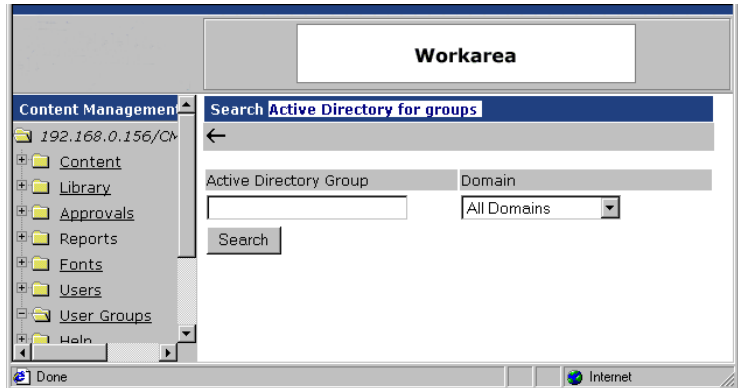 Workarea
Content Management
Search Active Directory for groups
192.168.0.156/CM
Content
Library
Approvals
Reports
Fonts
Users
User Groups
Help
Active Directory Group
Domain
All Domains
Search
Done
Internet